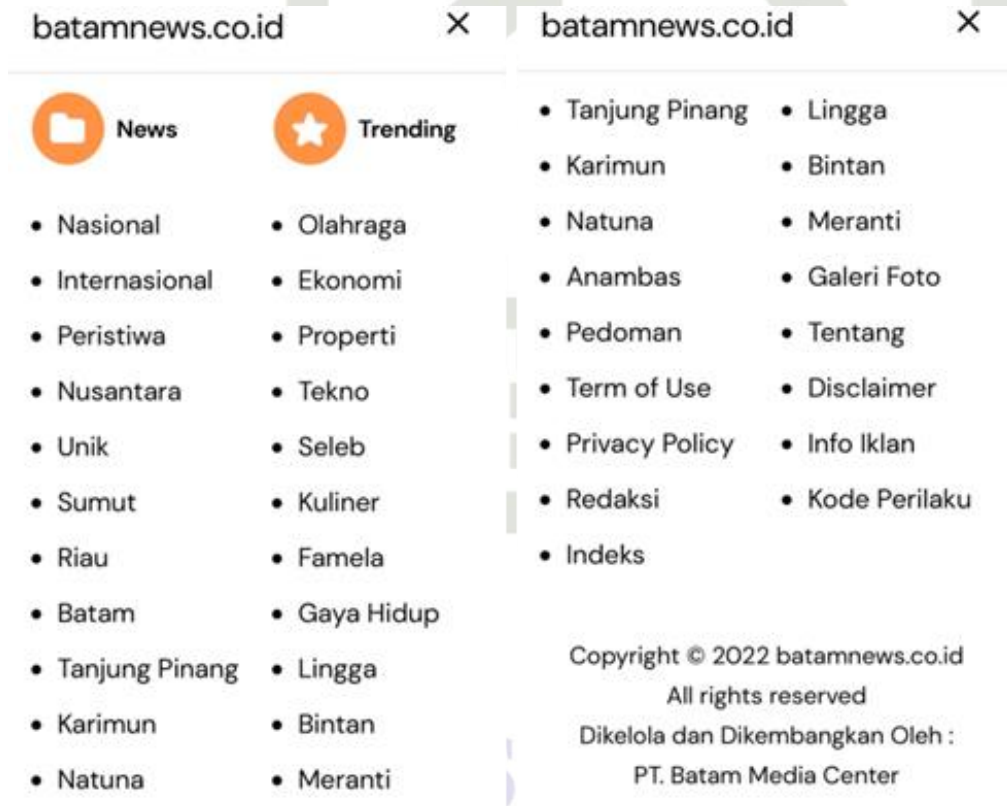 batamnews.co.id ×
News Trending
• Nasional • Olahraga
• Internasional • Ekonomi
• Peristiwa • Properti
• Nusantara • Tekno
• Unik • Seleb
• Sumut • Kuliner
• Riau • Famela
• Batam • Gaya Hidup
• Tanjung Pinang • Lingga
• Karimun • Bintan
• Natuna • Meranti
batamnews.co.id ×
• Tanjung Pinang • Lingga
• Karimun • Bintan
• Natuna • Meranti
• Anambas • Galeri Foto
• Pedoman • Tentang
• Term of Use • Disclaimer
• Privacy Policy • Info Iklan
• Redaksi • Kode Perilaku
• Indeks
Copyright © 2022 batamnews.co.id
All rights reserved
Dikelola dan Dikembangkan Oleh :
PT. Batam Media Center